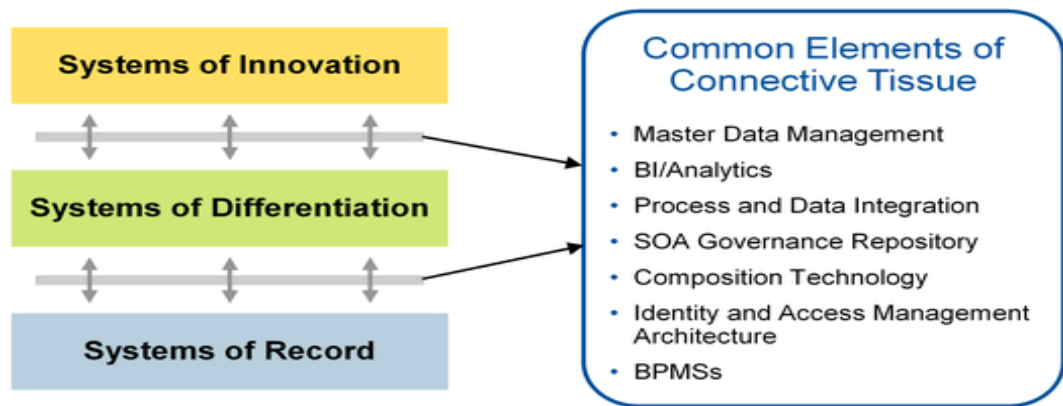 Systems of Innovation
Systems of Differentiation
Systems of Record
Common Elements of
Connective Tissue
• Master Data Management
• BI/Analytics
• Process and Data Integration
• SOA Governance Repository
• Composition Technology
• Identity and Access Management
Architecture
• BPMSs